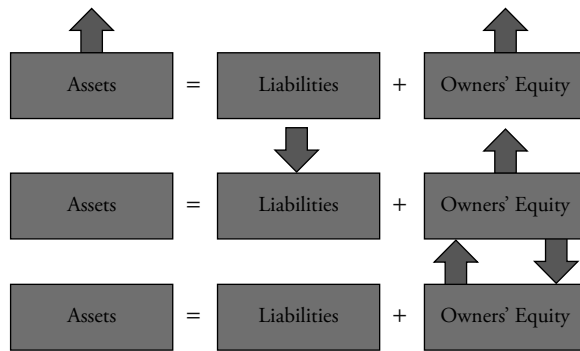 Assets = Liabilities + Owners’ Equity
Assets = Liabilities + Owners’ Equity
Assets = Liabilities + Owners’ Equity